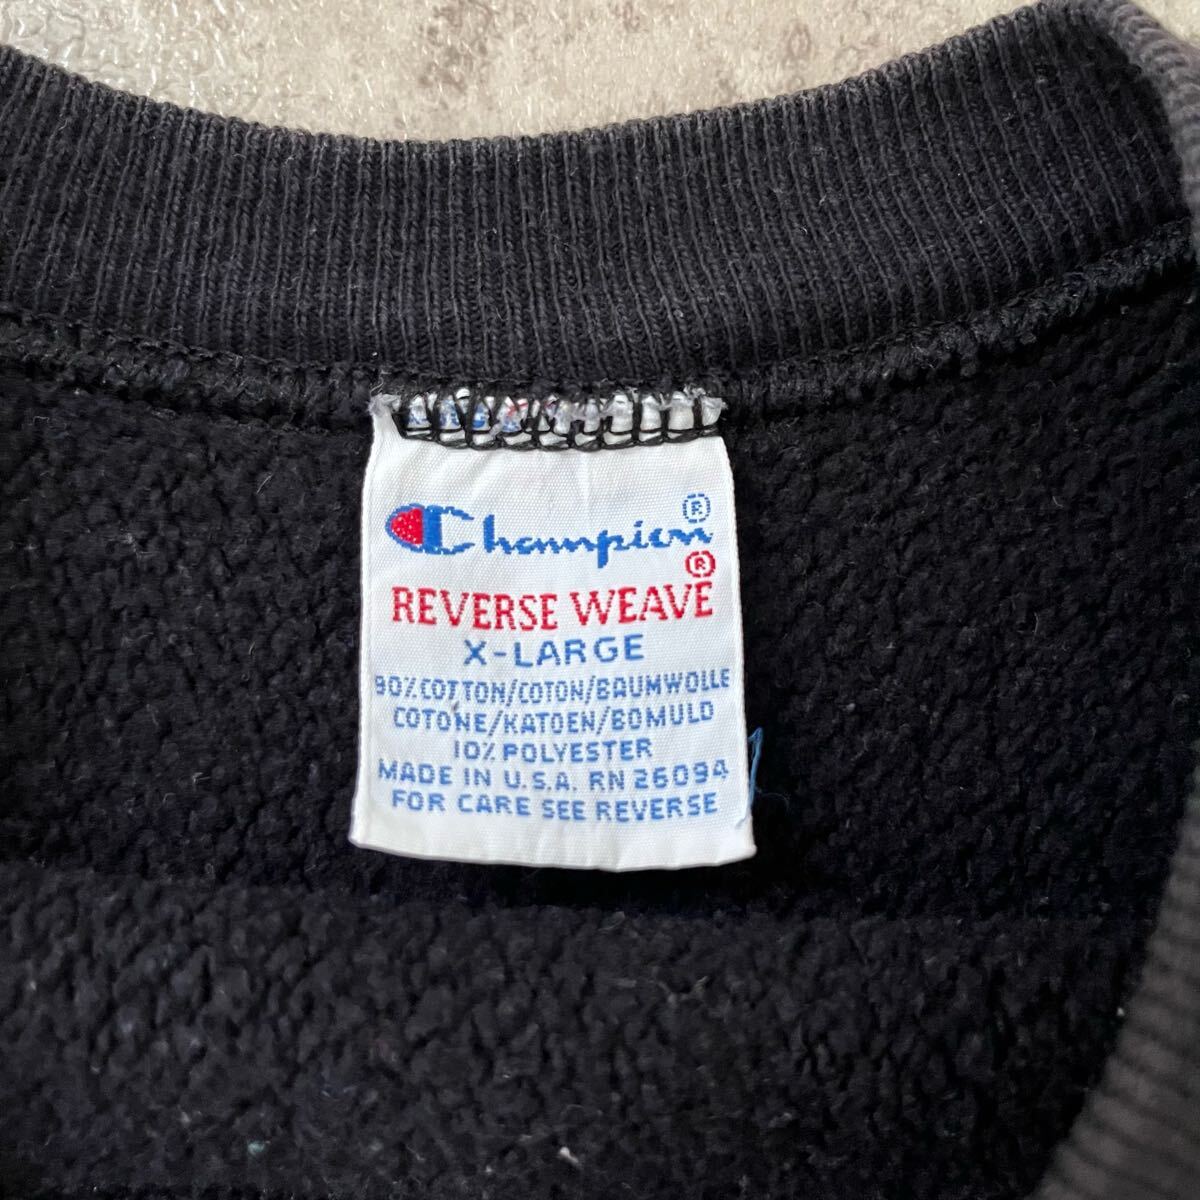 Champion®
REVERSE WEAVE®
X-LARGE
90% COTTON/COTON/BAUMWOLLE
COTONE/KATOEN/BOMULD
10% POLYESTER
MADE IN U.S.A. RN 26094
FOR CARE SEE REVERSE